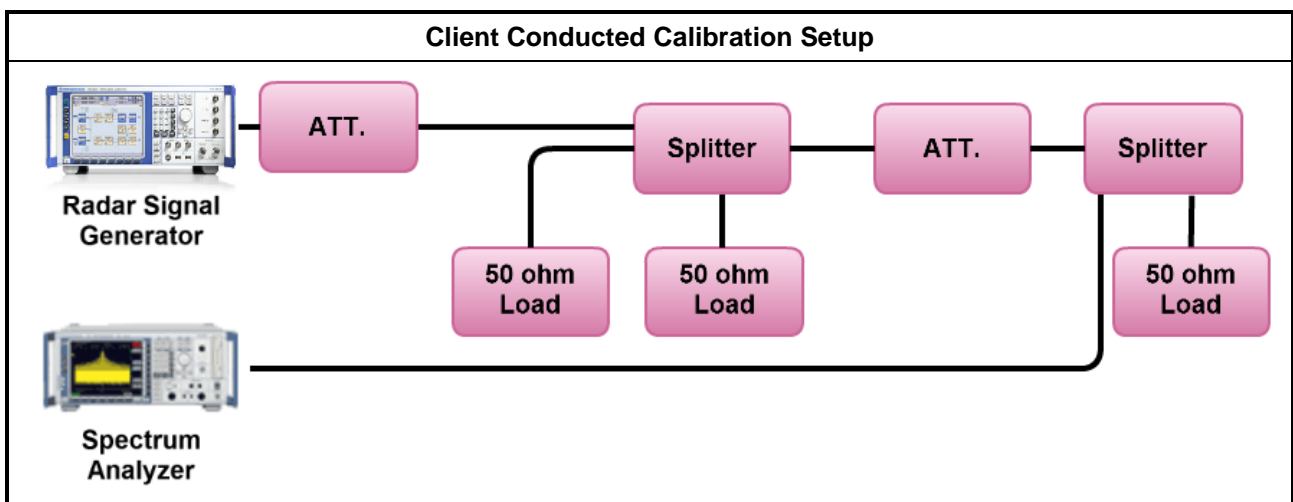 Client Conducted Calibration Setup
ATT.
Splitter
ATT.
Splitter
Radar Signal
Generator
50 ohm
Load
50 ohm
Load
50 ohm
Load
Spectrum
Analyzer